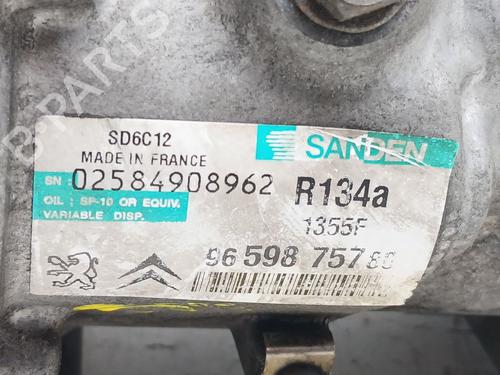 SD6C12
MADE IN FRANCE
SANDEN
SN : 02584908962
R134a
OIL : SP-10 OR EQUIV.
VARIABLE DISP.
1355F
96 598 757 80
B-PARTS